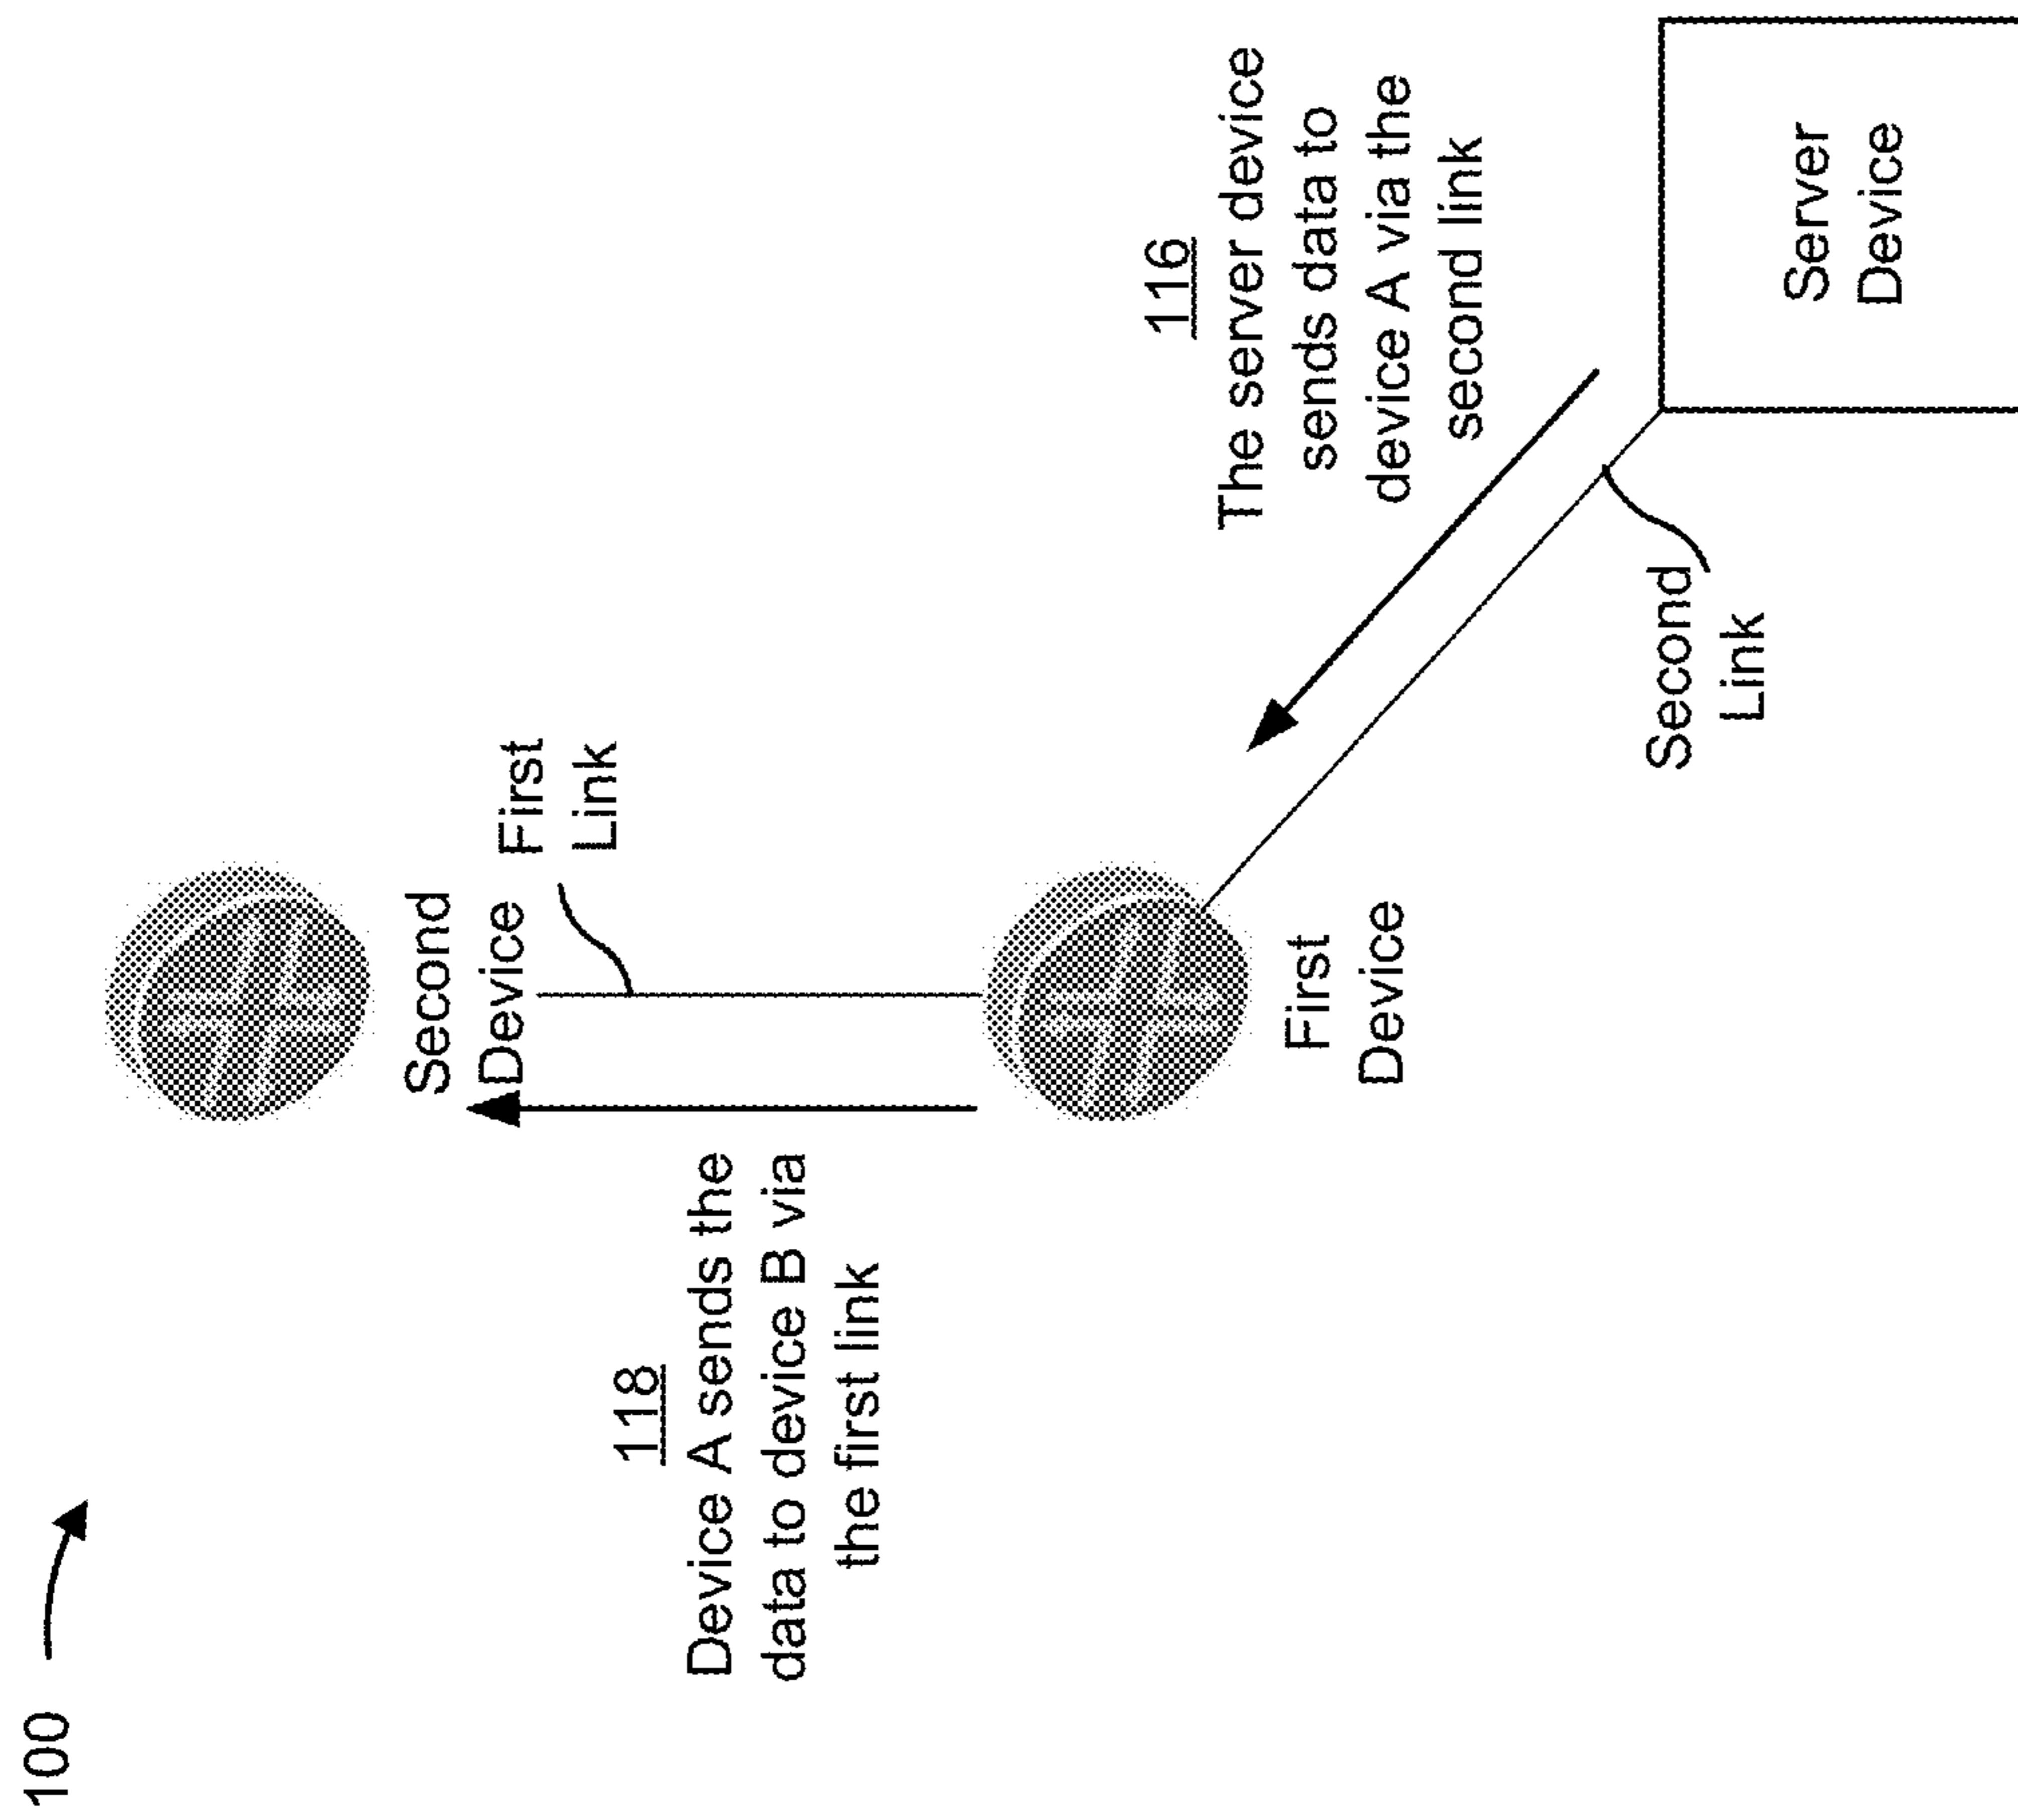 100
118
Device A sends the
data to device B via
the first link
Second
Device
First
Link
First
Device
116
The server device
sends data to
device A via the
second link
Second
Link
Server
Device